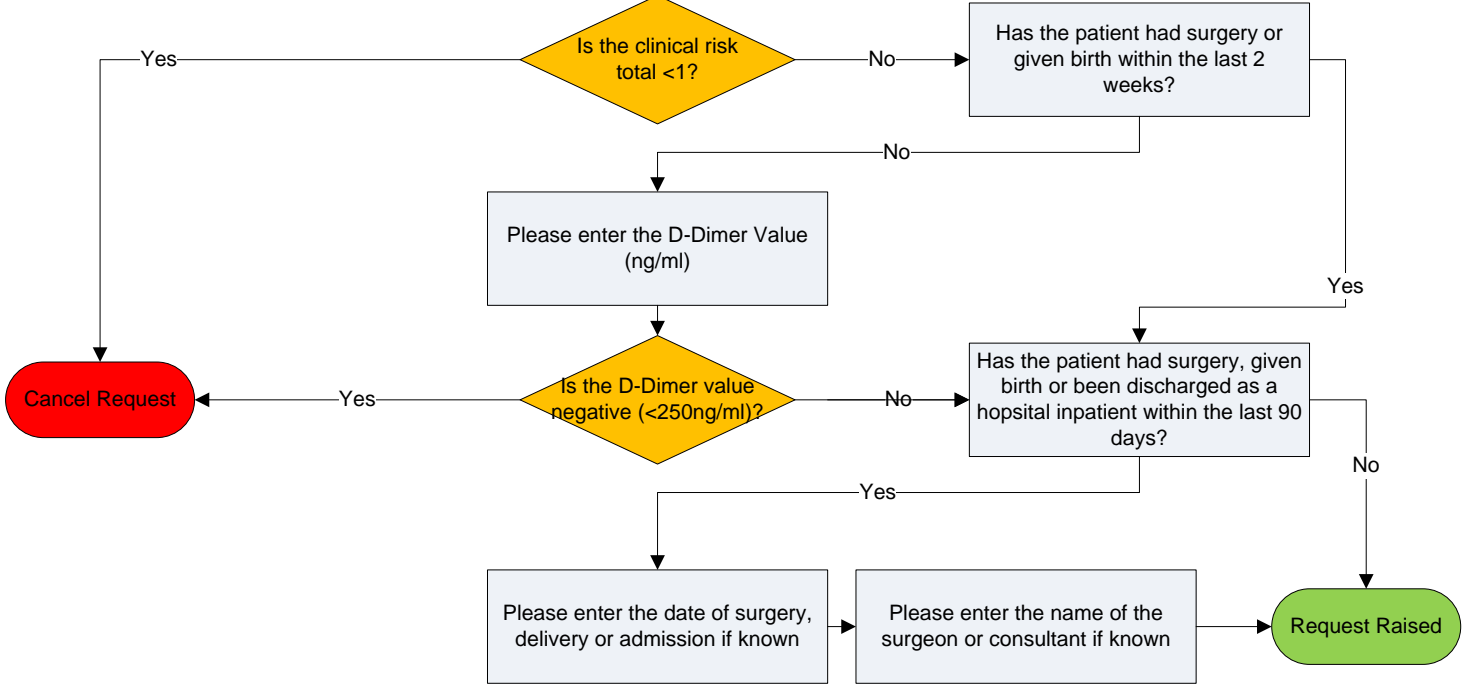 Yes
Is the clinical risk
total <1?
No
Has the patient had surgery or
given birth within the last 2
weeks?
No
Please enter the D-Dimer Value
(ng/ml)
Yes
Cancel Request
Yes
Is the D-Dimer value
negative (<250ng/ml)?
No
Has the patient had surgery, given
birth or been discharged as a
hopsital inpatient within the last 90
days?
No
Yes
Please enter the date of surgery,
delivery or admission if known
Please enter the name of the
surgeon or consultant if known
Request Raised